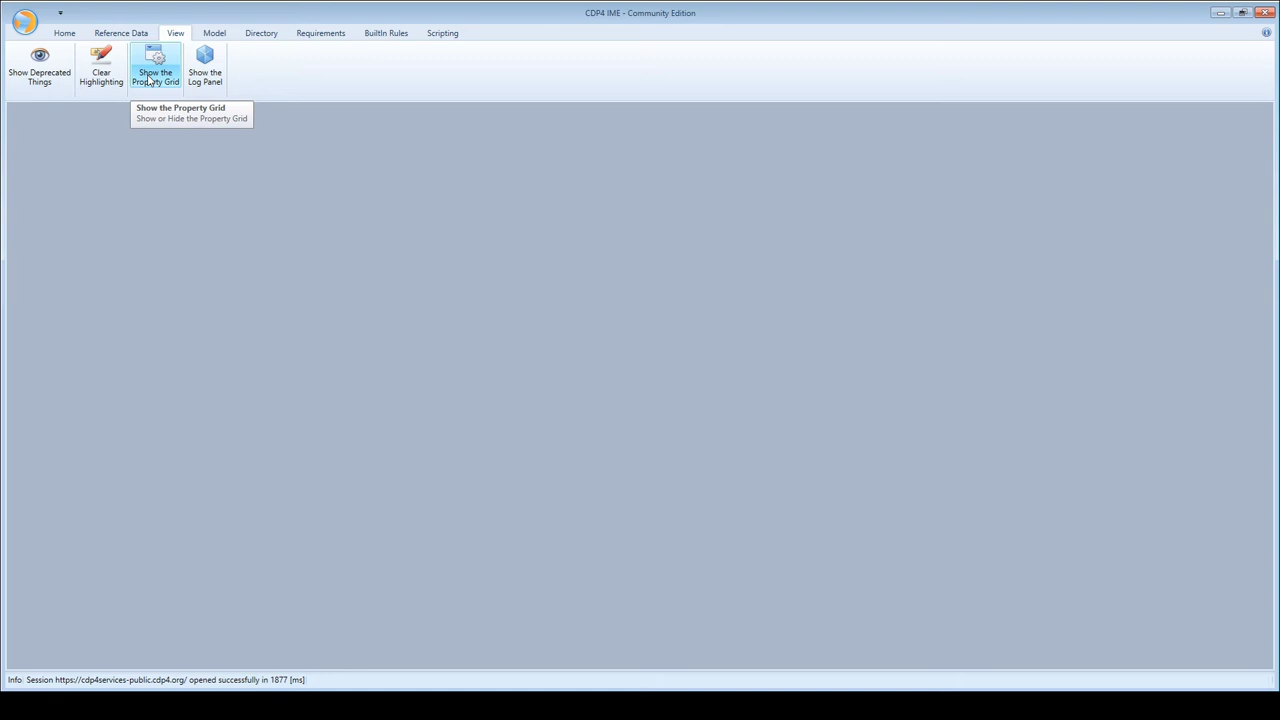 CDP4 IME - Community Edition
Home Reference Data View Model Directory Requirements BuiltIn Rules Scripting
Show Deprecated
Things
Clear
Highlighting
Show the
Property Grid
Show the
Log Panel
Show the Property Grid
Show or Hide the Property Grid
Info Session https://cdp4services-public.cdp4.org/ opened successfully in 1877 [ms]